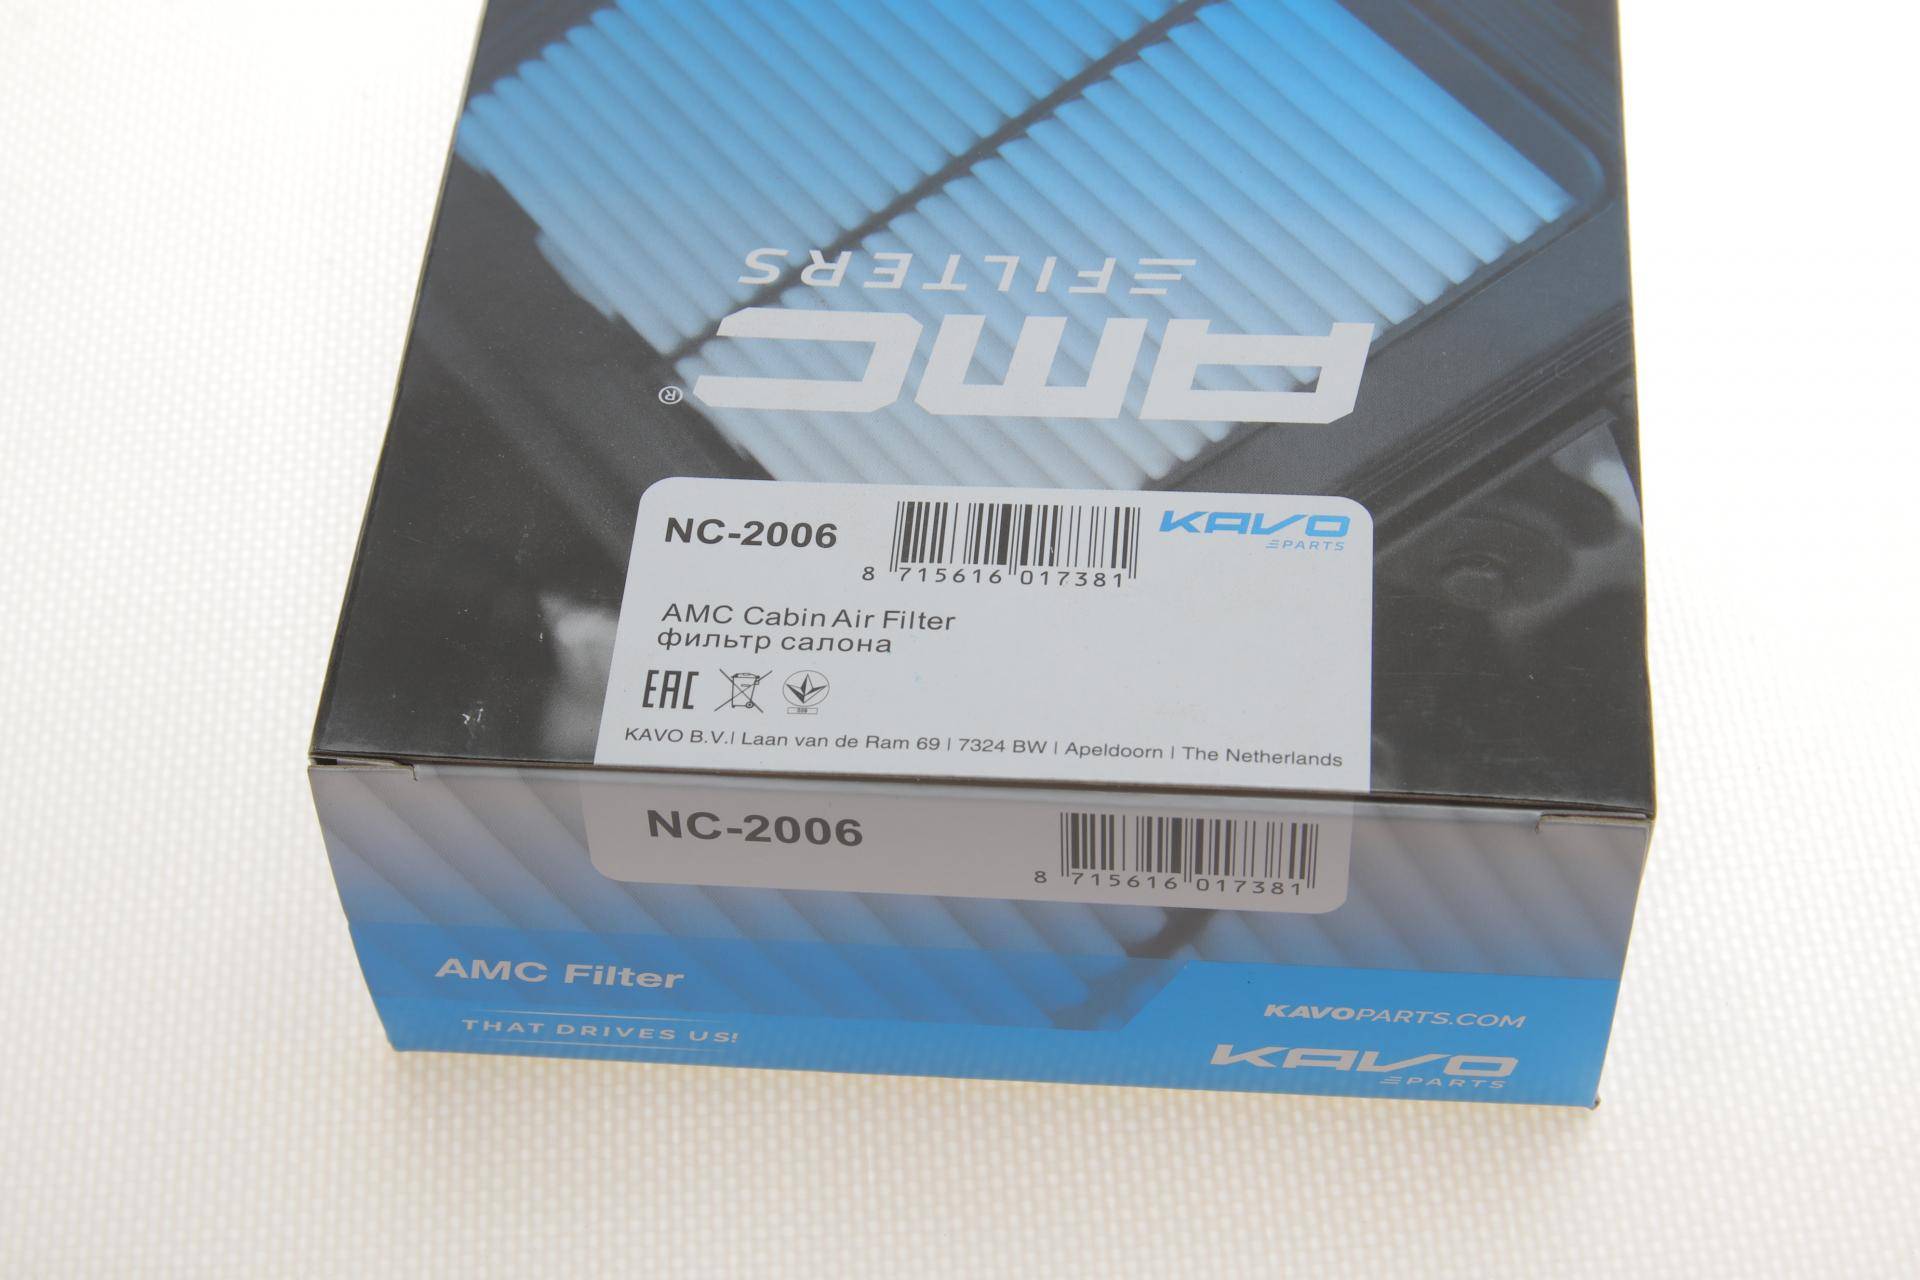 FILTERS
AMC®
NC-2006
8 715616 017381
KAVO
PARTS
AMC Cabin Air Filter
фильтр салона
EAC
KAVO B.V.| Laan van de Ram 69 | 7324 BW | Apeldoorn | The Netherlands
NC-2006
8 715616 017381
AMC Filter
THAT DRIVES US!
KAVOPARTS.COM
KAVO
PARTS